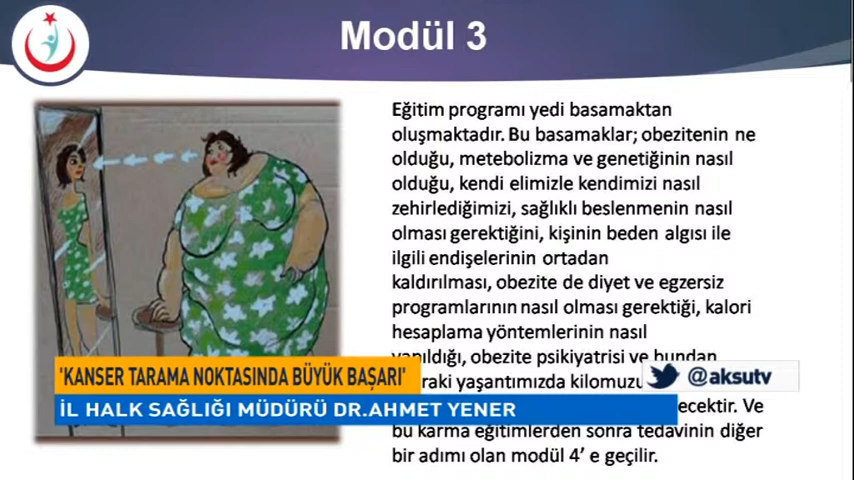 Modül 3
Eğitim programı yedi basamaktan
oluşmaktadır. Bu basamaklar; obezitenin ne
olduğu, metebolizma ve genetiğinin nasıl
olduğu, kendi elimizle kendimizi nasıl
zehirlediğimizi, sağlıklı beslenmenin nasıl
olması gerektiğini, kişinin beden algısı ile
ilgili endişelerinin ortadan
kaldırılması, obezite de diyet ve egzersiz
programlarının nasıl olması gerektiği, kalori
hesaplama yöntemlerinin nasıl
yapıldığı, obezite psikiyatrisi ve bundan
yaşantımızda
Ve
bu karma eğitimlerden sonra tedavinin diğer
bir adımı olan modül 4' e geçilir.
'KANSER TARAMA NOKTASINDA BÜYÜK BAŞARI'
@aksutv
İL HALK SAĞLIĞI MÜDÜRÜ DR.AHMET YENER